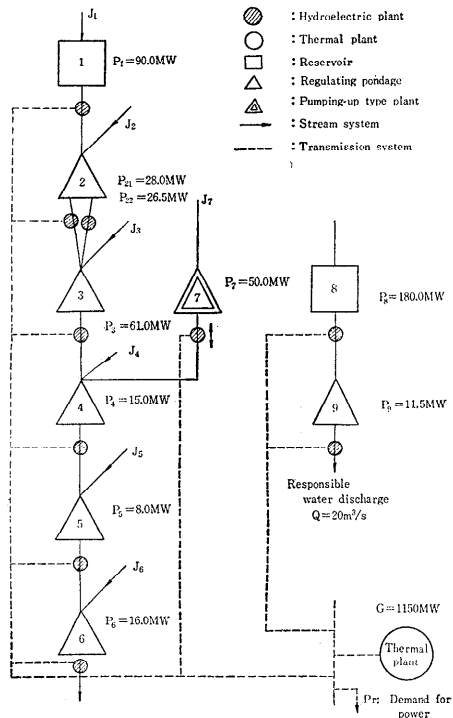 J1
: Hydroelectric plant
: Thermal plant
: Reservoir
: Regulating pondage
: Pumping-up type plant
: Stream system
: Transmission system
1
P1=90.0MW
J2
2
P21=28.0MW
P22=26.5MW
J3
J7
3
7
P7=50.0MW
8
P8=180.0MW
P3=61.0MW
J4
4
P4=15.0MW
9
P9=11.5MW
J5
5
P5=8.0MW
Responsible
water discharge
Q=20m³/s
J6
6
P6=16.0MW
G=1150MW
Thermal
plant
Pr: Demand for
power